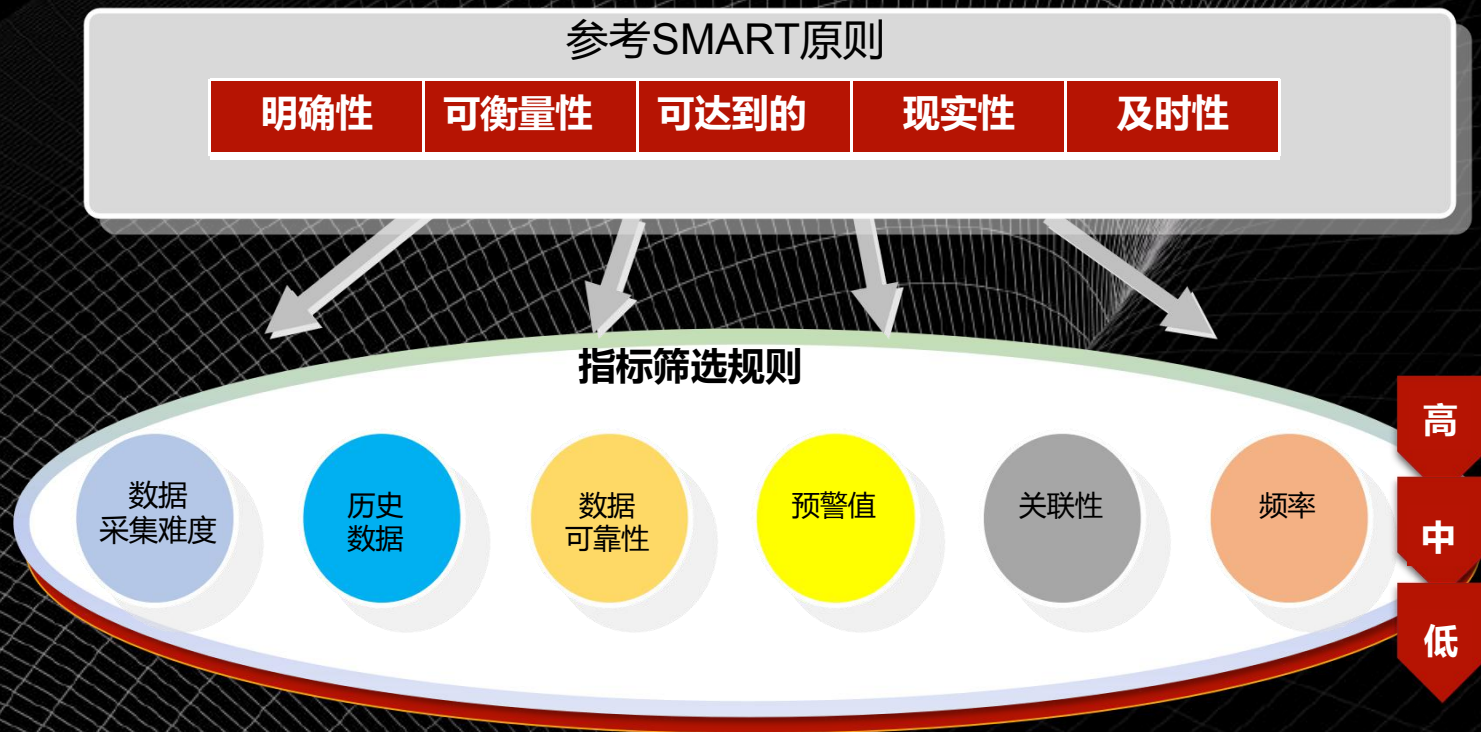 参考SMART原则
明确性 可衡量性 可达到的 现实性 及时性
指标筛选规则
数据
采集难度
历史
数据
数据
可靠性
预警值
关联性
频率
高
中
低